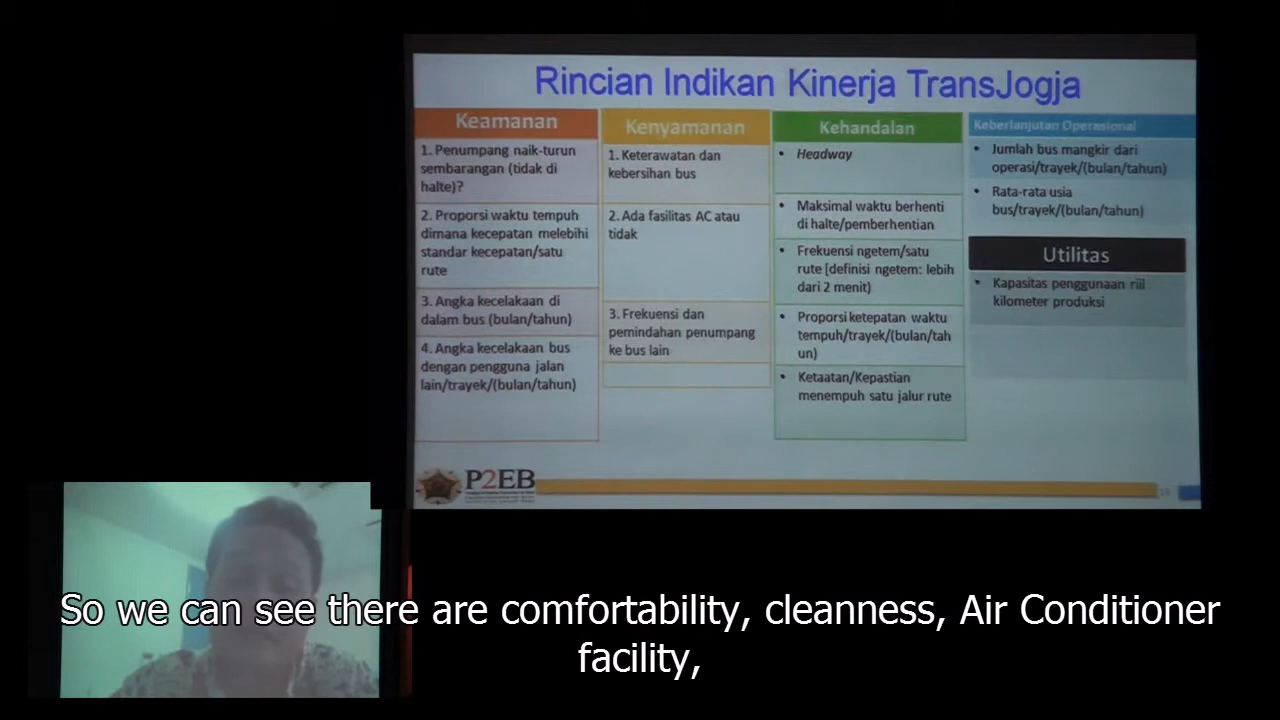 Rincian Indikan Kinerja TransJogja
Keamanan
1. Penumpang naik-turun
sembarangan (tidak di
halte)?
2. Proporsi waktu tempuh
dimana kecepatan melebihi
standar kecepatan/satu
rute
3. Angka kecelakaan di
dalam bus (bulan/tahun)
4. Angka kecelakaan bus
dengan pengguna jalan
lain/trayek/(bulan/tahun)
Kenyamanan
1. Keterawatan dan
kebersihan bus
2. Ada fasilitas AC atau
tidak
3. Frekuensi dan
pemindahan penumpang
ke bus lain
Kehandalan
• Headway
• Maksimal waktu berhenti
di halte/pemberhentian
• Frekuensi ngetem/satu
rute [definisi ngetem: lebih
dari 2 menit)
• Proporsi ketepatan waktu
tempuh/trayek/(bulan/tah
un)
• Ketaatan/Kepastian
menempuh satu jalur rute
Keberlanjutan Operasional
• Jumlah bus mangkir dari
operasi/trayek/(bulan/tahun)
• Rata-rata usia
bus/trayek/(bulan/tahun)
Utilitas
• Kapasitas penggunaan riil
kilometer produksi
P2EB
So we can see there are comfortability, cleanness, Air Conditioner
facility,